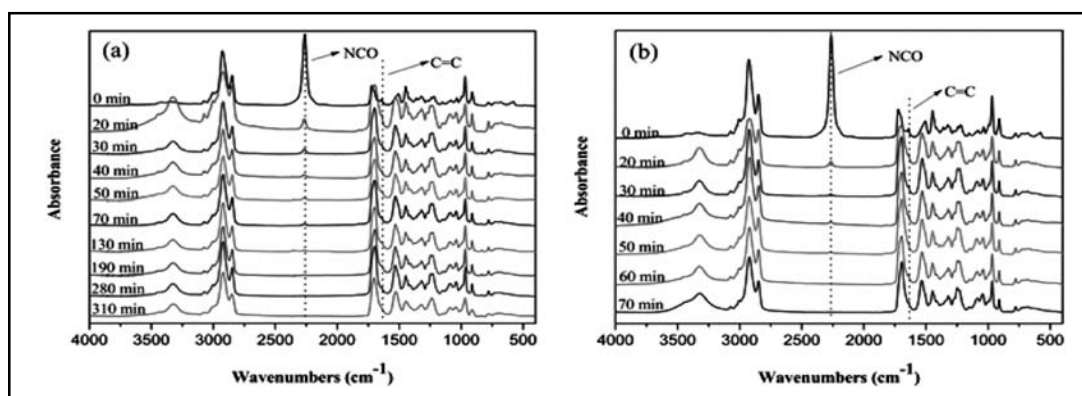 (a)
NCO
C=C
0 min
20 min
30 min
40 min
50 min
70 min
130 min
190 min
280 min
310 min
Absorbance
4000 3500 3000 2500 2000 1500 1000 500
Wavenumbers (cm-1)
(b)
NCO
C=C
0 min
20 min
30 min
40 min
50 min
60 min
70 min
Absorbance
4000 3500 3000 2500 2000 1500 1000 500
Wavenumbers (cm-1)